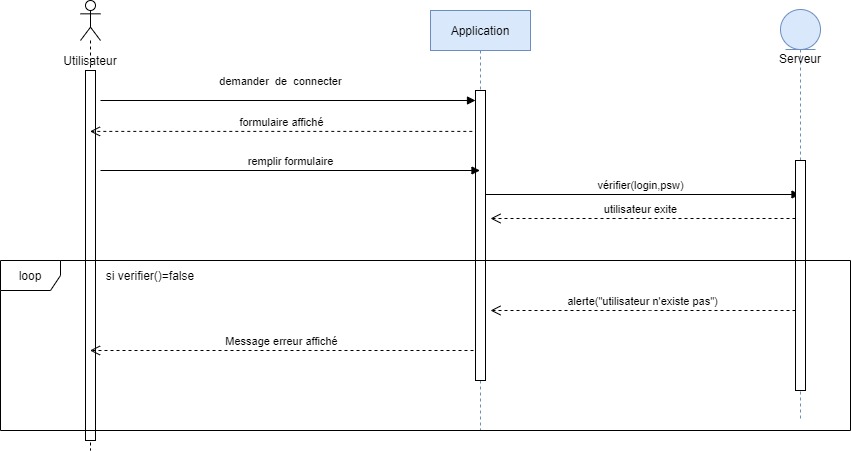 Application
Utilisateur
Serveur
demander de connecter
formulaire affiché
remplir formulaire
vérifier(login,psw)
utilisateur exite
loop
si verifier()=false
alerte("utilisateur n'existe pas")
Message erreur affiché